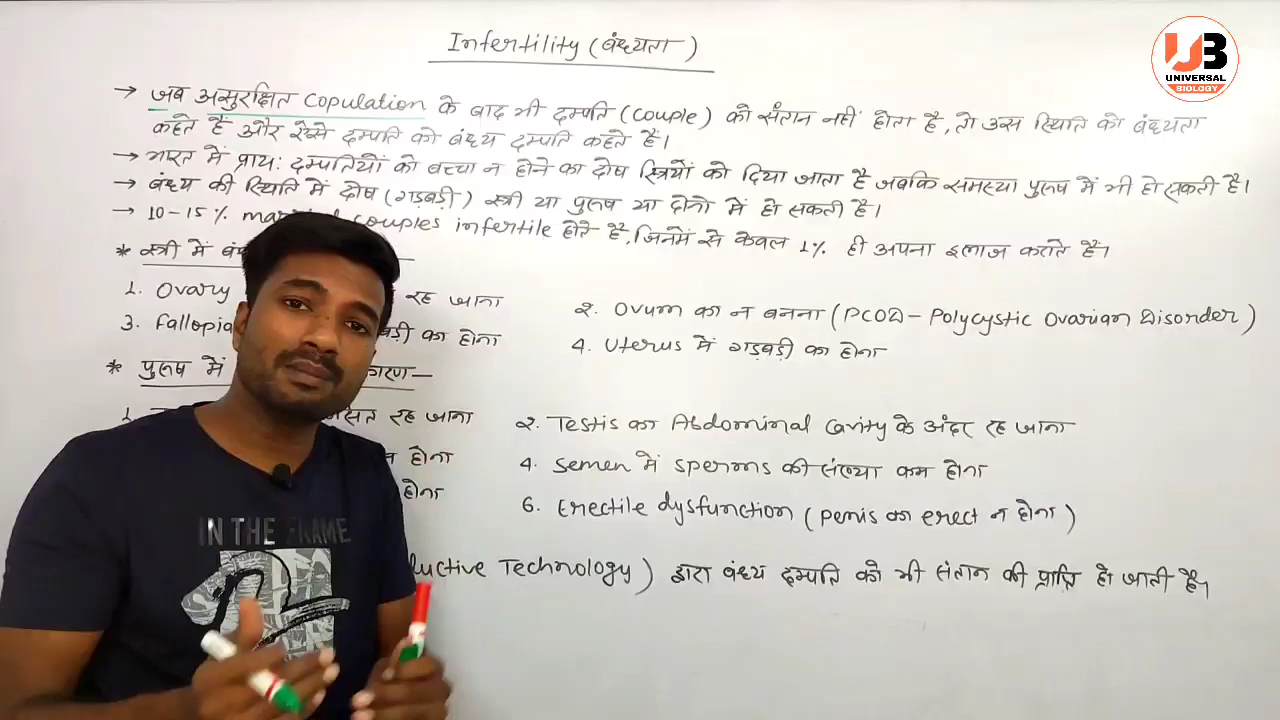 Infertility (बंध्यता)
UB
UNIVERSAL
BIOLOGY
→ जब असुरक्षित copulation के बाद भी दम्पति (couple) को संतान नहीं होता है, तो उस स्थिति को बंध्यता
कहते हैं और ऐसे दम्पति को बंध्य दम्पति कहते हैं।
→ भारत में प्राय: दम्पतियों को बच्चा न होने का दोष स्त्रियों को दिया जाता है जबकि समस्या पुरुष में भी हो सकती है।
→ बंध्य की स्थिति में दोष (गड़बड़ी) स्त्री या पुरुष या दोनो में हो सकती है।
→ 10-15% couples infertile होते हैं, जिनमें से केवल 1% ही अपना इलाज कराते हैं।
* स्त्री में
1. Ovary रह जाना
2. Ovum का न बनना (PCOD - Polycystic Ovarian Disorder)
3. का होना
4. Uterus में गड़बड़ी का होना
* पुरुष में
1. रह जाना
2. Testis का Abdominal Cavity के अंदर रह जाना
होना
4. Semen में sperms की संख्या कम होना
होना
6. Erectile dysfunction (penis का erect न होना)
Technology) द्वारा बंध्य दम्पति को भी संतान की प्राप्ति हो जाती है।
IN THE FRAME